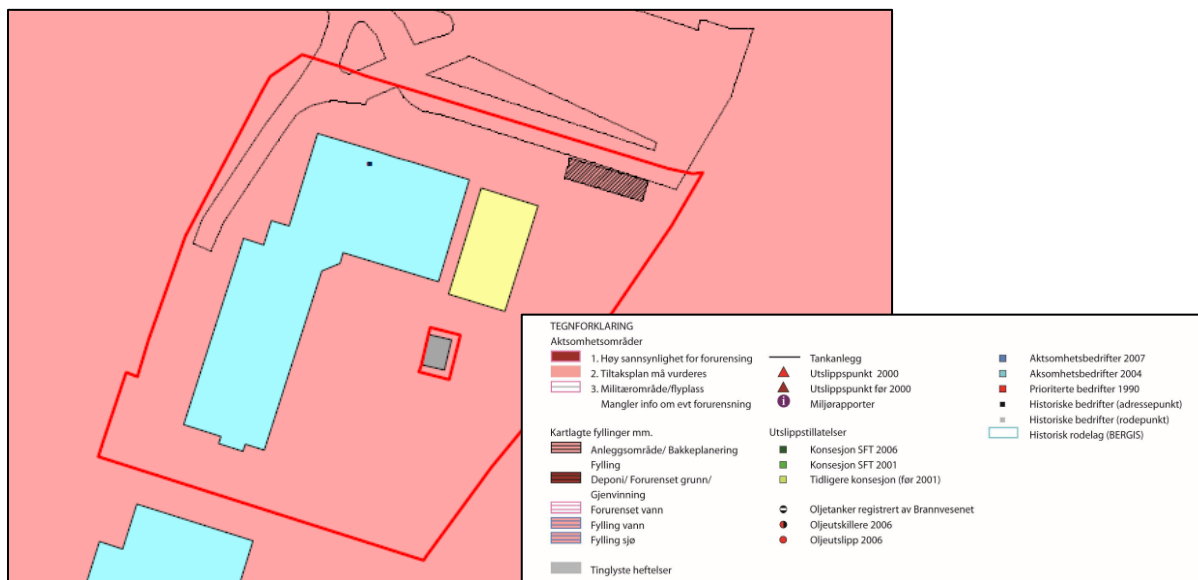 TEGNFORKLARING
Aktsomhetsområder
1. Høy sannsynlighet for forurensing
2. Tiltaksplan må vurderes
3. Militærområde/flyplass
Mangler info om evt forurensning
Kartlagte fyllinger mm.
Anleggsområde/ Bakkeplanering
Fylling
Deponi/ Forurenset grunn/
Gjenvinning
Forurenset vann
Fylling vann
Fylling sjø
Tinglyste heftelser
Tankanlegg
Utslippspunkt 2000
Utslippspunkt før 2000
Miljørapporter
Utslippstillatelser
Konsesjon SFT 2006
Konsesjon SFT 2001
Tidligere konsesjon (før 2001)
Oljetanker registrert av Brannvesenet
Oljeutskillere 2006
Oljeutslipp 2006
Aktsomhetsbedrifter 2007
Aksomhetsbedrifter 2004
Prioriterte bedrifter 1990
Historiske bedrifter (adressepunkt)
Historiske bedrifter (rodepunkt)
Historisk rodelag (BERGIS)